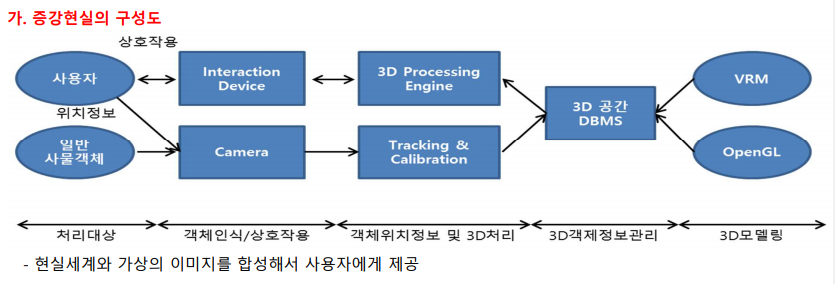 가. 증강현실의 구성도
상호작용
사용자
Interaction
Device
3D Processing
Engine
3D 공간
DBMS
VRM
위치정보
일반
사물객체
Camera
Tracking &
Calibration
OpenGL
처리대상
객체인식/상호작용
객체위치정보 및 3D처리
3D객제정보관리
3D모델링
- 현실세계와 가상의 이미지를 합성해서 사용자에게 제공